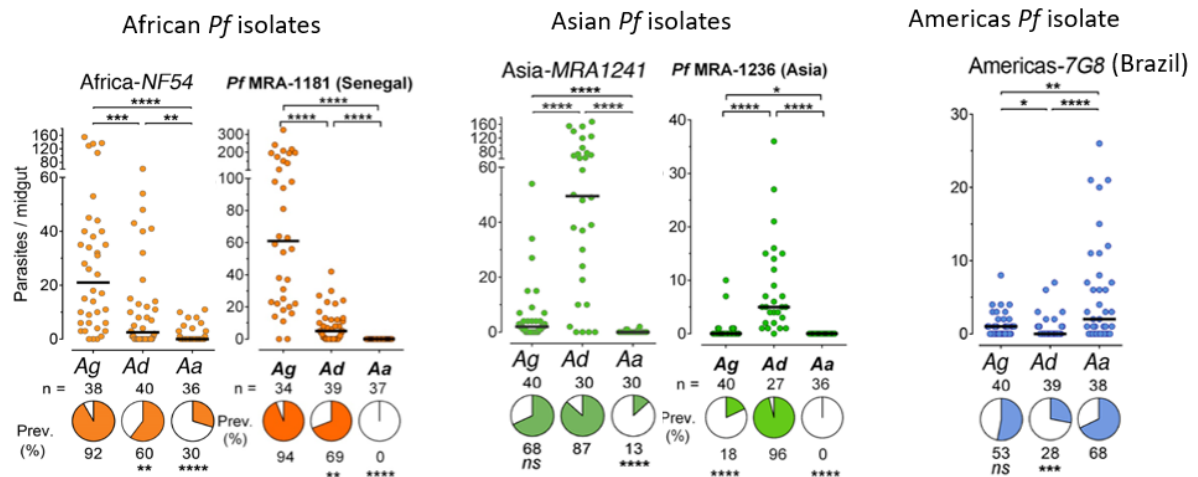 African Pf isolates
Asian Pf isolates
Americas Pf isolate
Africa-NF54
Pf MRA-1181 (Senegal)
Asia-MRA1241
Pf MRA-1236 (Asia)
Americas-7G8 (Brazil)
**** **** **** * **
*** ** **** **** **** **** **** **** * ****
Parasites / midgut
160
120
80
40
60
40
20
0
300
200
100
100
80
60
40
20
0
160
120
80
40
60
40
20
0
40
30
20
10
0
30
20
10
0
Ag Ad Aa Ag Ad Aa Ag Ad Aa Ag Ad Aa Ag Ad Aa
n = 38 40 36 n = 34 39 37 40 30 30 n = 40 27 36 40 39 38
Prev. (%) Prev. (%) Prev. (%)
92 60 30 94 69 0 68 87 13 18 96 0 53 28 68
** **** ** **** ns **** **** **** ns ***